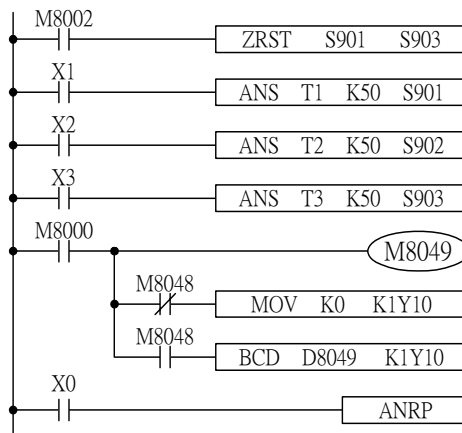 M8002
ZRST S901 S903
X1
ANS T1 K50 S901
X2
ANS T2 K50 S902
X3
ANS T3 K50 S903
M8000
M8049
M8048
MOV K0 K1Y10
M8048
BCD D8049 K1Y10
X0
ANRP